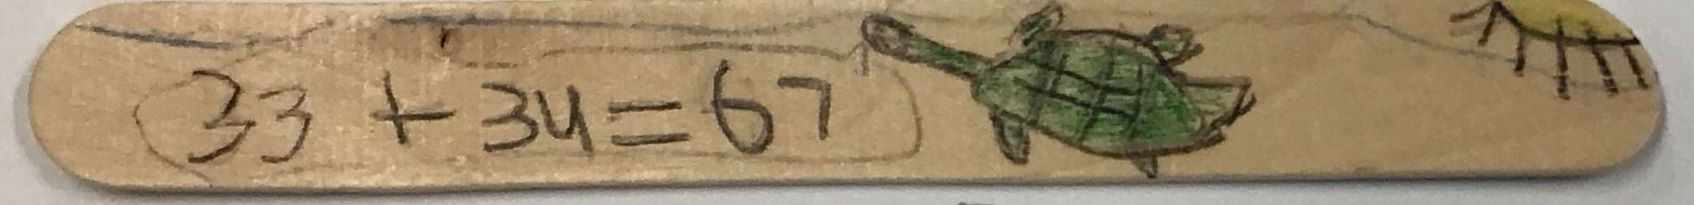 33 + 34 = 67